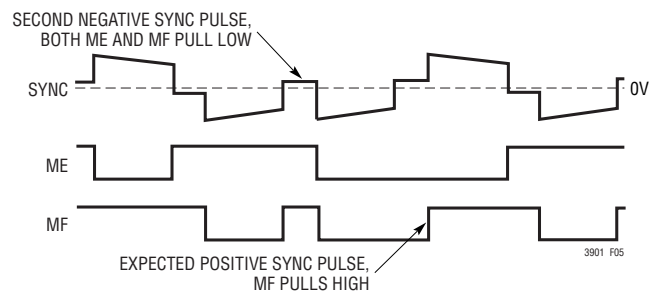 SECOND NEGATIVE SYNC PULSE,
BOTH ME AND MF PULL LOW
SYNC
0V
ME
MF
3901 F05
EXPECTED POSITIVE SYNC PULSE,
MF PULLS HIGH